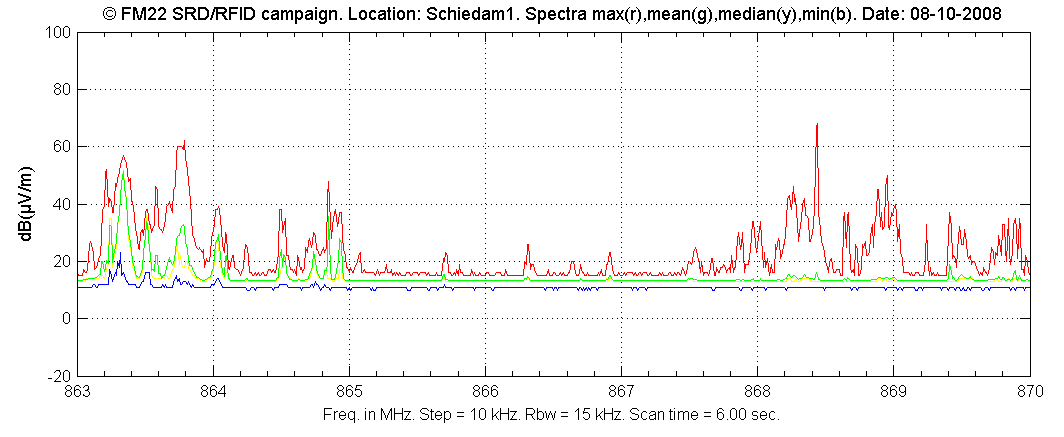 © FM22 SRD/RFID campaign. Location: Schiedam1. Spectra max(r),mean(g),median(y),min(b). Date: 08-10-2008
100
80
60
40
20
0
-20
dB(µV/m)
863 864 865 866 867 868 869 870
Freq. in MHz. Step = 10 kHz. Rbw = 15 kHz. Scan time = 6.00 sec.